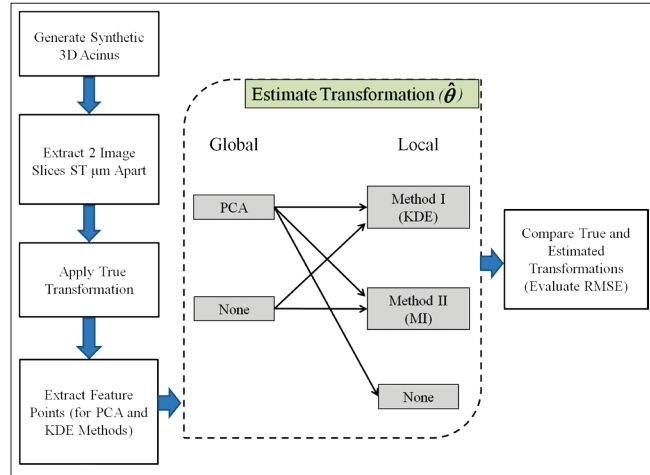 Generate Synthetic
3D Acinus
Extract 2 Image
Slices ST µm Apart
Apply True
Transformation
Extract Feature
Points (for PCA and
KDE Methods)
Estimate Transformation (θ̂)
Global
Local
PCA
None
Method I
(KDE)
Method II
(MI)
None
Compare True and
Estimated
Transformations
(Evaluate RMSE)